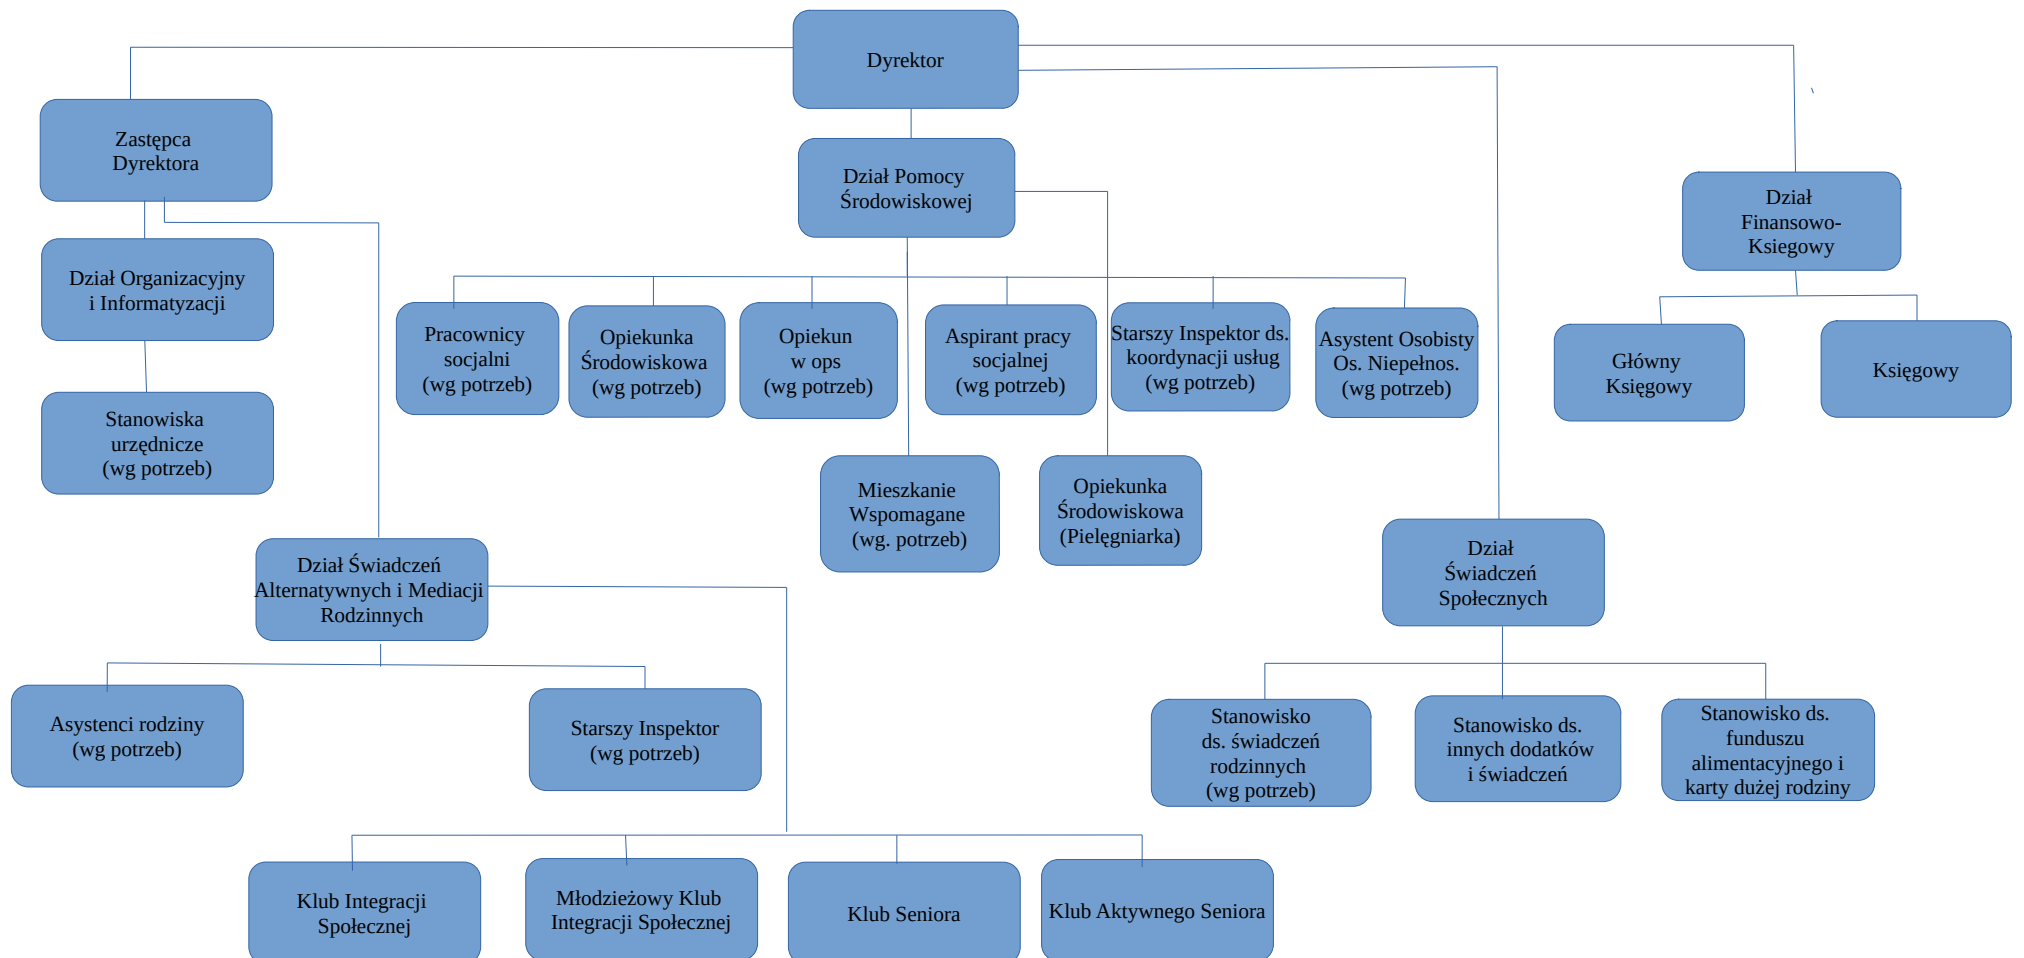 Dyrektor
Zastępca
Dyrektora
Dział Pomocy
Środowiskowej
Dział
Finansowo-
Ksiegowy
Dział Organizacyjny
i Informatyzacji
Pracownicy
socjalni
(wg potrzeb)
Opiekunka
Środowiskowa
(wg potrzeb)
Opiekun
w ops
(wg potrzeb)
Aspirant pracy
socjalnej
(wg potrzeb)
Starszy Inspektor ds.
koordynacji usług
(wg potrzeb)
Asystent Osobisty
Os. Niepełnos.
(wg potrzeb)
Główny
Księgowy
Księgowy
Stanowiska
urzędnicze
(wg potrzeb)
Mieszkanie
Wspomagane
(wg. potrzeb)
Opiekunka
Środowiskowa
(Pielęgniarka)
Dział Świadczeń
Alternatywnych i Mediacji
Rodzinnych
Dział
Świadczeń
Społecznych
Asystenci rodziny
(wg potrzeb)
Starszy Inspektor
(wg potrzeb)
Stanowisko
ds. świadczeń
rodzinnych
(wg potrzeb)
Stanowisko ds.
innych dodatków
i świadczeń
Stanowisko ds.
funduszu
alimentacyjnego i
karty dużej rodziny
Klub Integracji
Społecznej
Młodzieżowy Klub
Integracji Społecznej
Klub Seniora
Klub Aktywnego Seniora